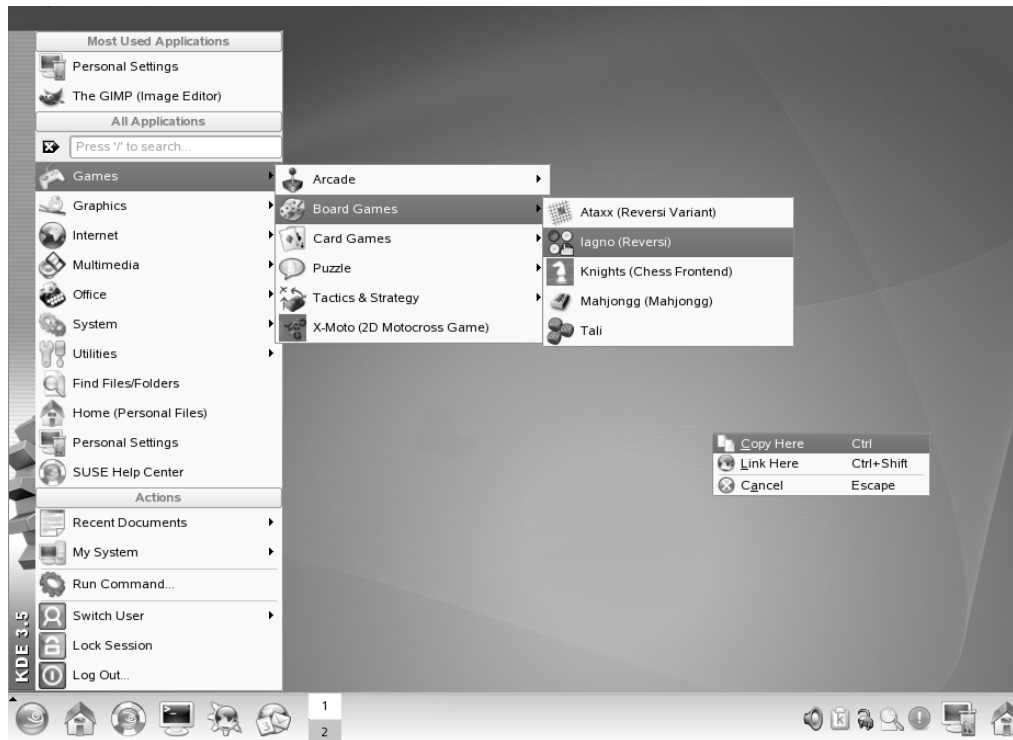 Most Used Applications
Personal Settings
The GIMP (Image Editor)
All Applications
Press '/' to search...
Games
Graphics
Internet
Multimedia
Office
System
Utilities
Find Files/Folders
Home (Personal Files)
Personal Settings
SUSE Help Center
Actions
Recent Documents
My System
Run Command...
Switch User
Lock Session
Log Out...
KDE 3.5
Arcade
Board Games
Card Games
Puzzle
Tactics & Strategy
X-Moto (2D Motocross Game)
Ataxx (Reversi Variant)
Iagno (Reversi)
Knights (Chess Frontend)
Mahjongg (Mahjongg)
Tali
Copy Here Ctrl
Link Here Ctrl+Shift
Cancel Escape
1
2